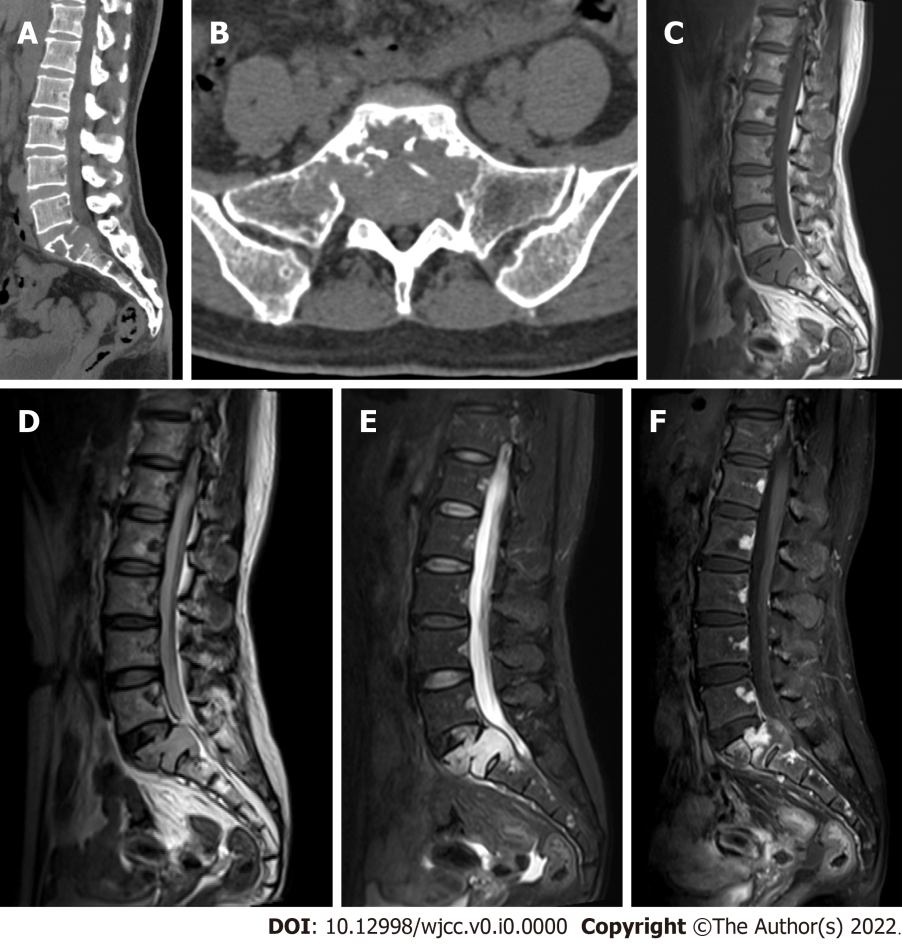 A
B
C
D
E
F
DOI: 10.12998/wjcc.v0.i0.0000 Copyright ©The Author(s) 2022.